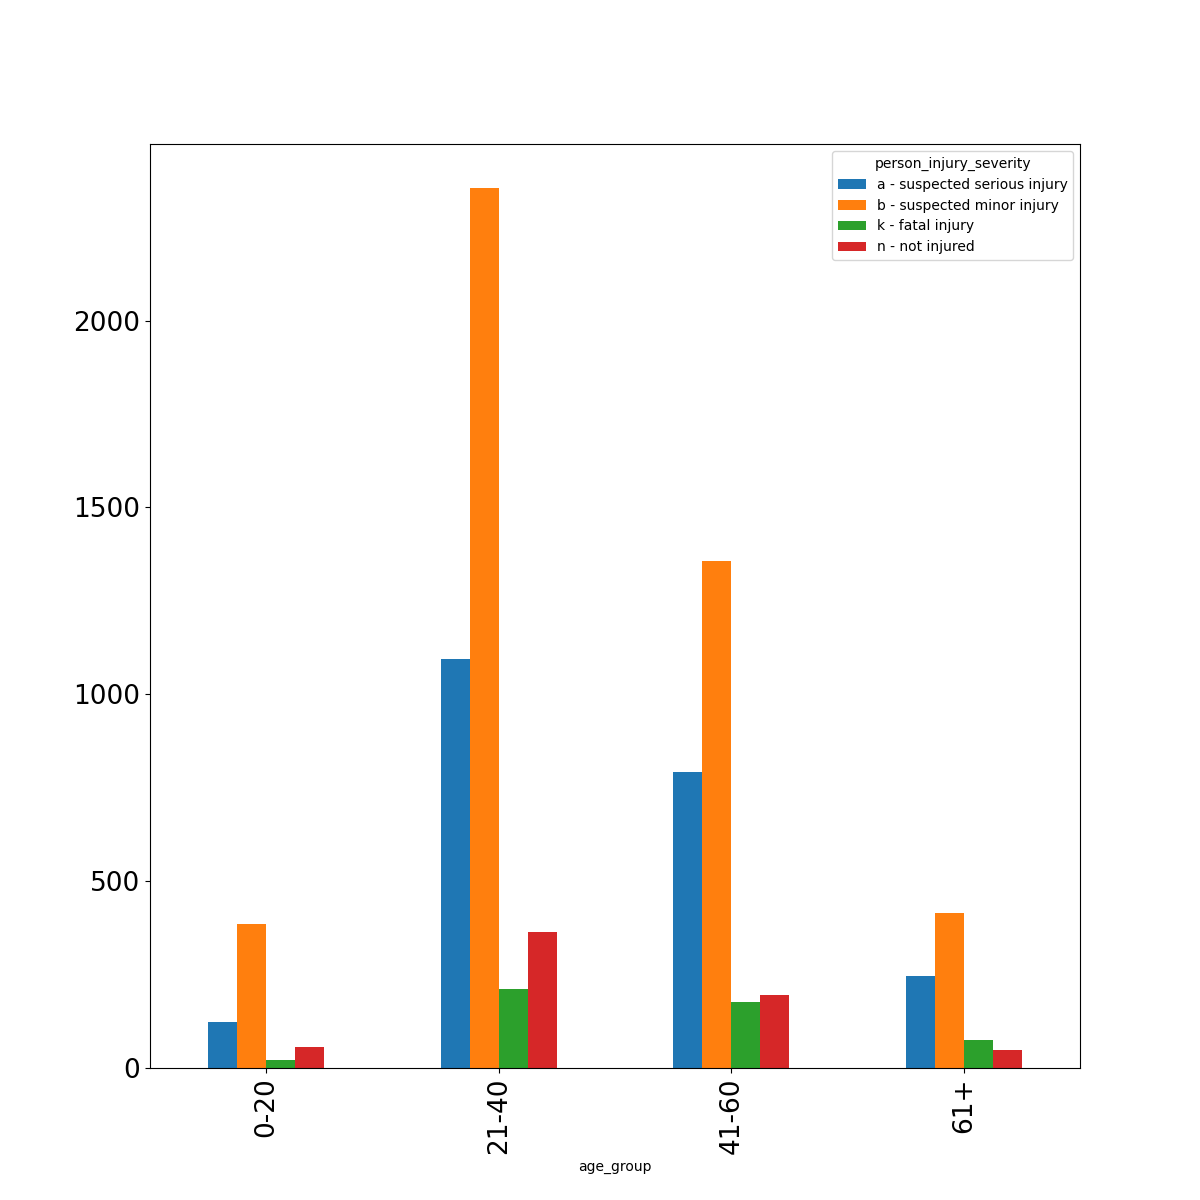 person_injury_severity
a - suspected serious injury
b - suspected minor injury
k - fatal injury
n - not injured
2000
1500
1000
500
0
0-20
21-40
41-60
61+
age_group